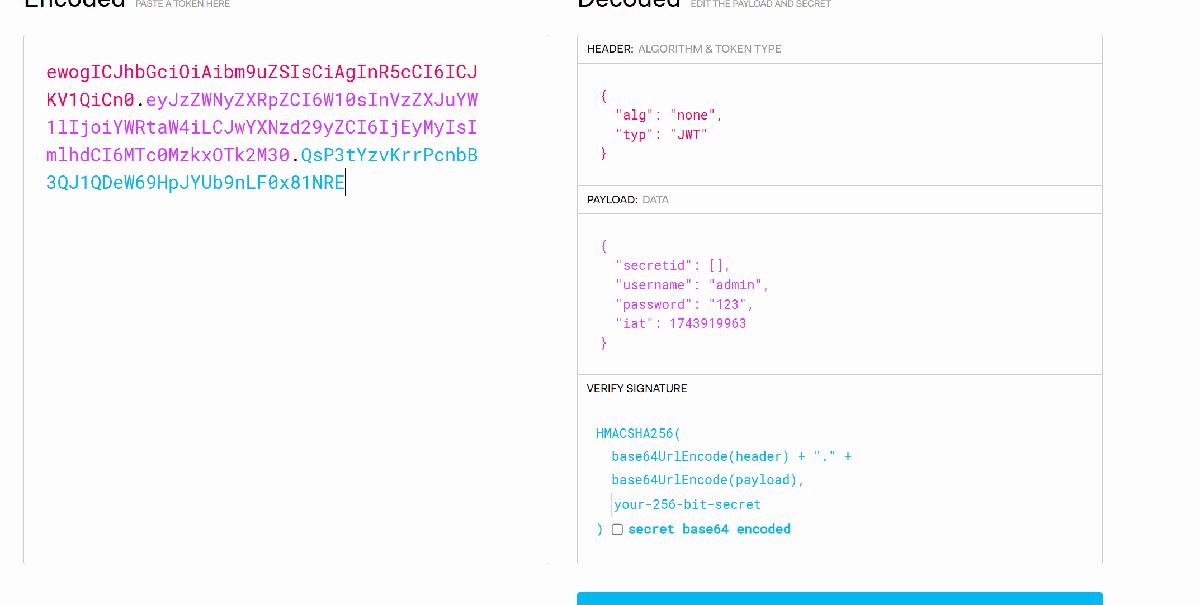 Encoded PASTE A TOKEN HERE
Decoded EDIT THE PAYLOAD AND SECRET
ewogICJhbGciOiAibm9uZSIsCiAgInR5cCI6ICJ
KV1QiCn0.eyJzZWNyZXRpZCI6W10sInVzZXJuYW
1lIjoiYWRtaW4iLCJwYXNzd29yZCI6IjEyMyIsI
mlhdCI6MTc0MzkxOTk2M30.QsP3tYzvKrrPcnbB
3QJ1QDeW69HpJYUb9nLF0x81NRE
HEADER: ALGORITHM & TOKEN TYPE
{
"alg": "none",
"typ": "JWT"
}
PAYLOAD: DATA
{
"secretid": [],
"username": "admin",
"password": "123",
"iat": 1743919963
}
VERIFY SIGNATURE
HMACSHA256(
base64UrlEncode(header) + "." +
base64UrlEncode(payload),
your-256-bit-secret
) secret base64 encoded